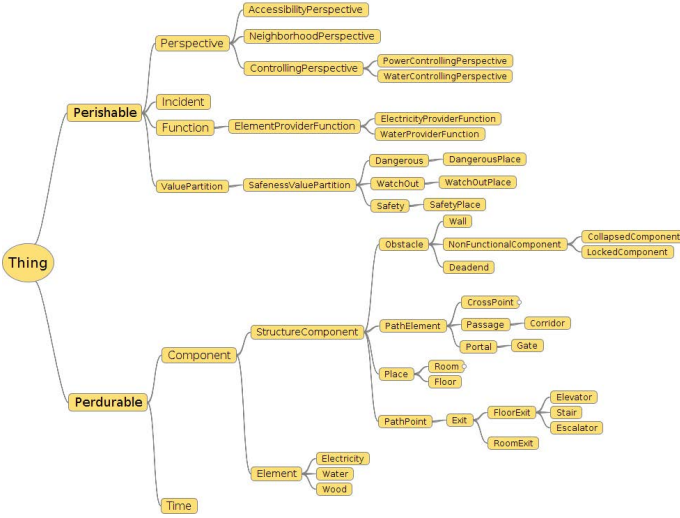 Thing
Perishable
Perspective
AccessibilityPerspective
NeighborhoodPerspective
ControllingPerspective
PowerControllingPerspective
WaterControllingPerspective
Incident
Function
ElementProviderFunction
ElectricityProviderFunction
WaterProviderFunction
ValuePartition
SafenessValuePartition
Dangerous
DangerousPlace
WatchOut
WatchOutPlace
Safety
SafetyPlace
Perdurable
Component
StructureComponent
Obstacle
Wall
NonFunctionalComponent
CollapsedComponent
LockedComponent
Deadend
PathElement
CrossPoint
Passage
Corridor
Portal
Gate
Place
Room
Floor
PathPoint
Exit
FloorExit
Elevator
Stair
Escalator
RoomExit
Element
Electricity
Water
Wood
Time